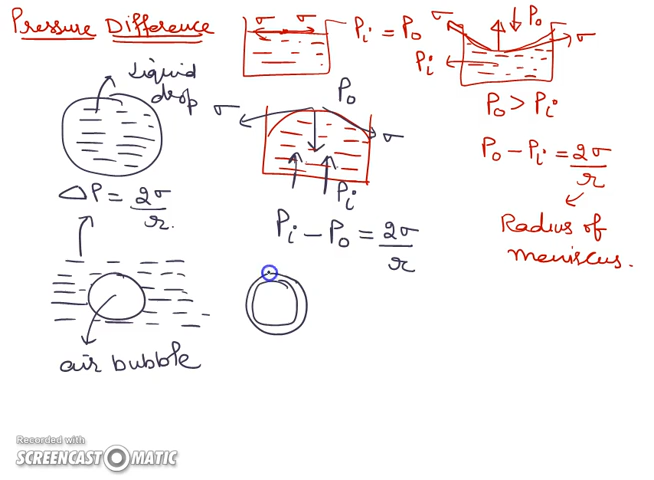 Pressure Difference
σ σ
Pi = Po
σ Po σ
Pi
Po > Pi
Po - Pi = 2σ/r
Radius of
meniscus.
Liquid
drop
ΔP = 2σ/r.
σ Po σ
Pi
Pi - Po = 2σ/r
air bubble
Recorded with
SCREENCAST O MATIC